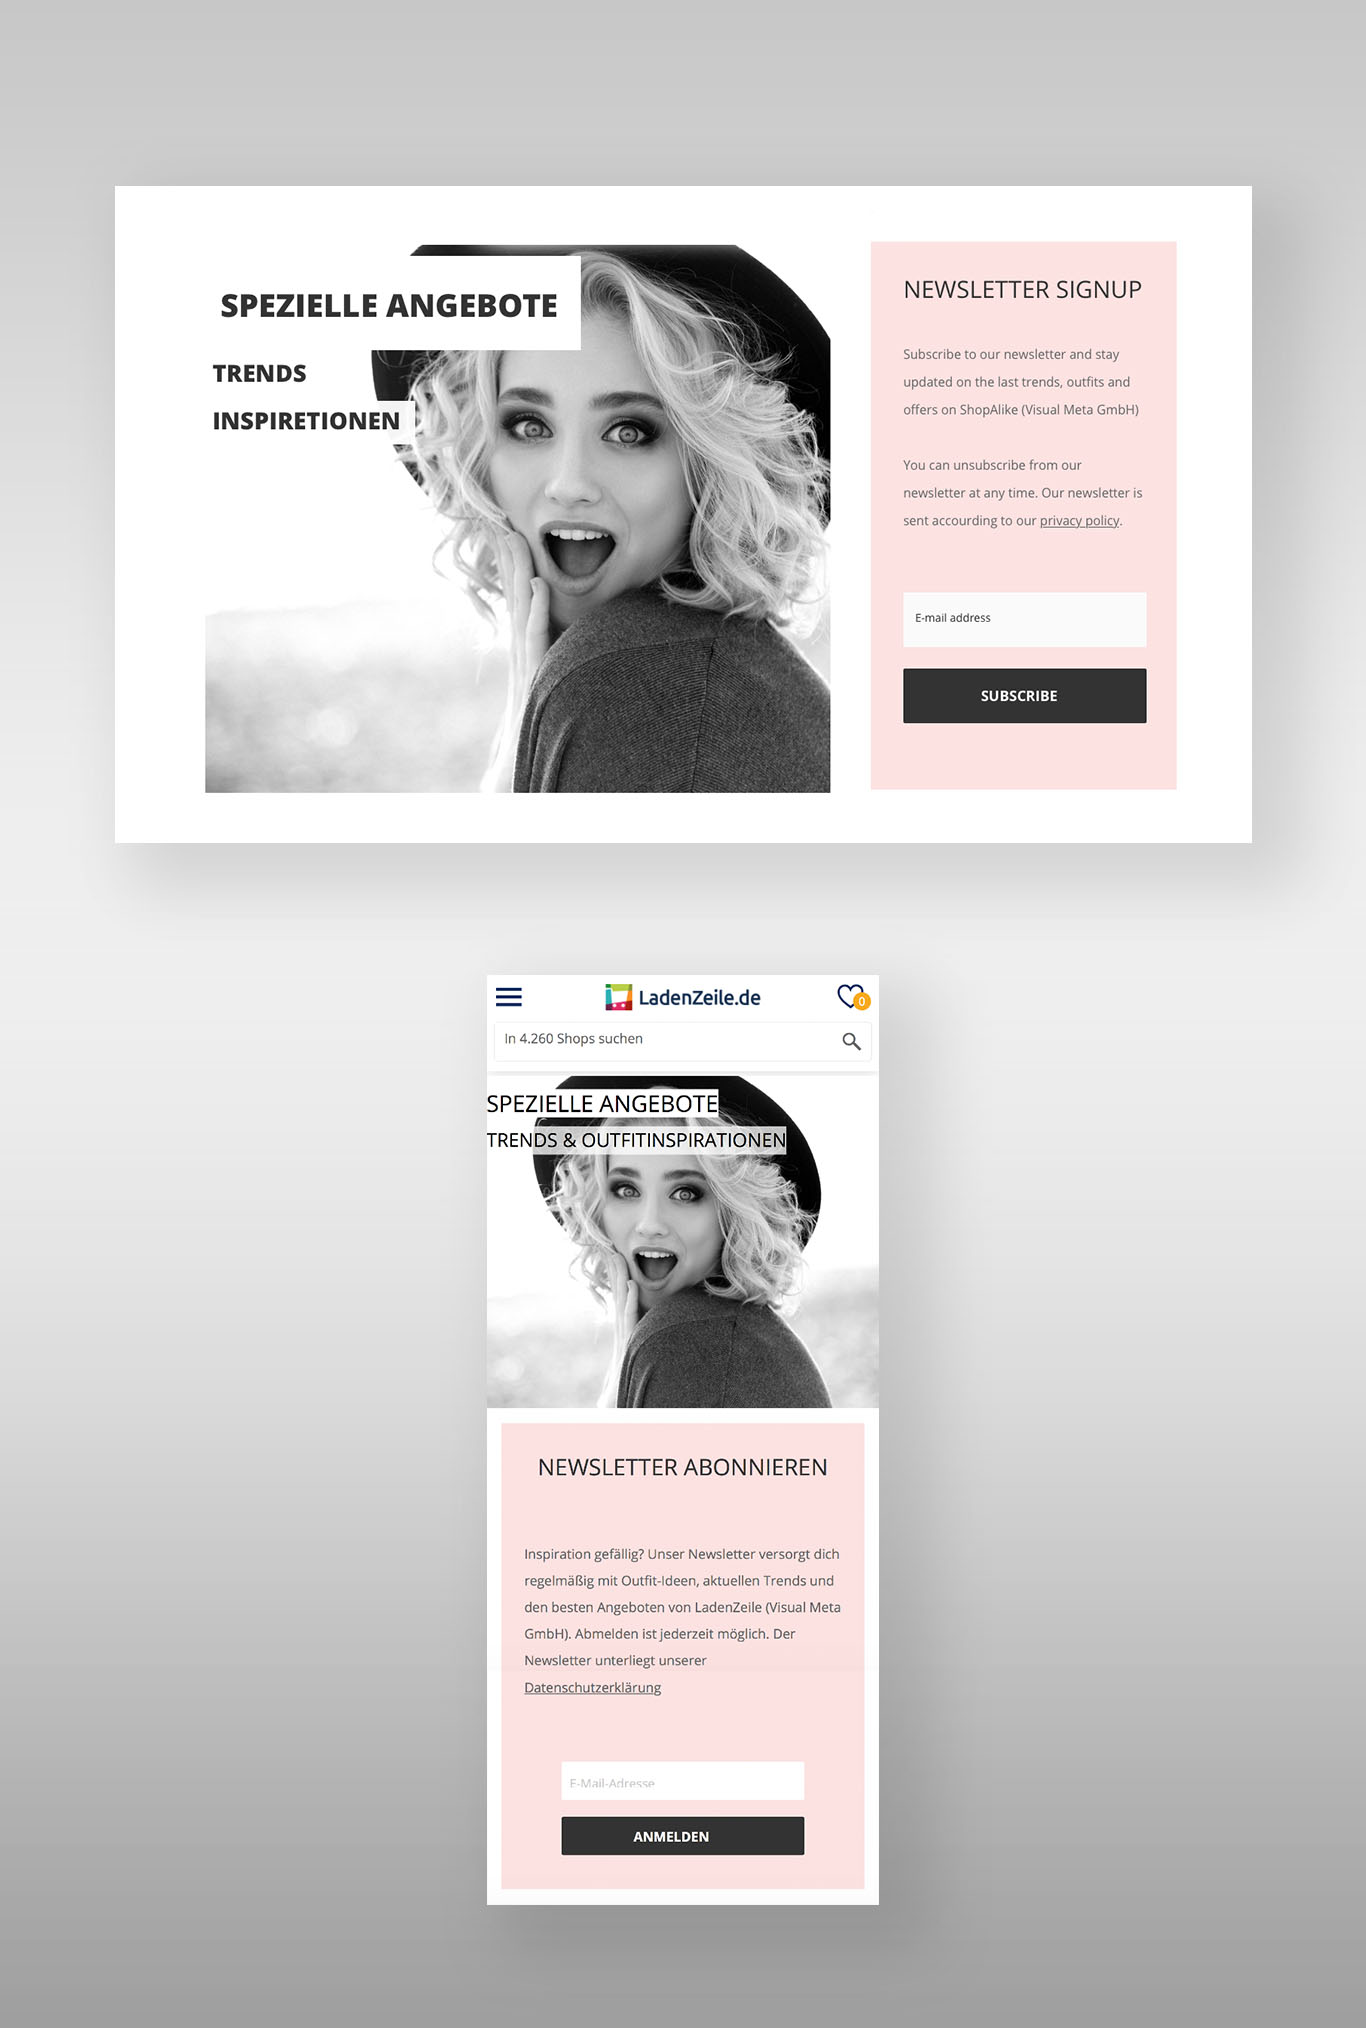 SPEZIELLE ANGEBOTE
TRENDS
INSPIRETIONEN
NEWSLETTER SIGNUP
Subscribe to our newsletter and stay
updated on the last trends, outfits and
offers on ShopAlike (Visual Meta GmbH)
You can unsubscribe from our
newsletter at any time. Our newsletter is
sent accourding to our privacy policy.
E-mail address
SUBSCRIBE
LadenZeile.de
0
In 4.260 Shops suchen
SPEZIELLE ANGEBOTE
TRENDS & OUTFITINSPIRATIONEN
NEWSLETTER ABONNIEREN
Inspiration gefällig? Unser Newsletter versorgt dich
regelmäßig mit Outfit-Ideen, aktuellen Trends und
den besten Angeboten von LadenZeile (Visual Meta
GmbH). Abmelden ist jederzeit möglich. Der
Newsletter unterliegt unserer
Datenschutzerklärung
E-Mail-Adresse
ANMELDEN